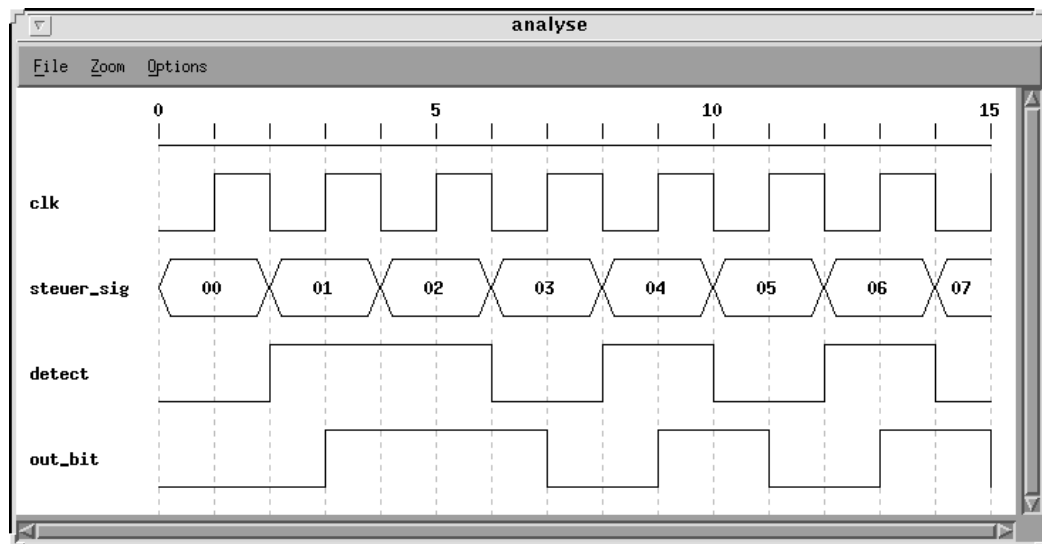 analyse
File Zoom Options
0 5 10 15
clk
steuer_sig 00 01 02 03 04 05 06 07
detect
out_bit